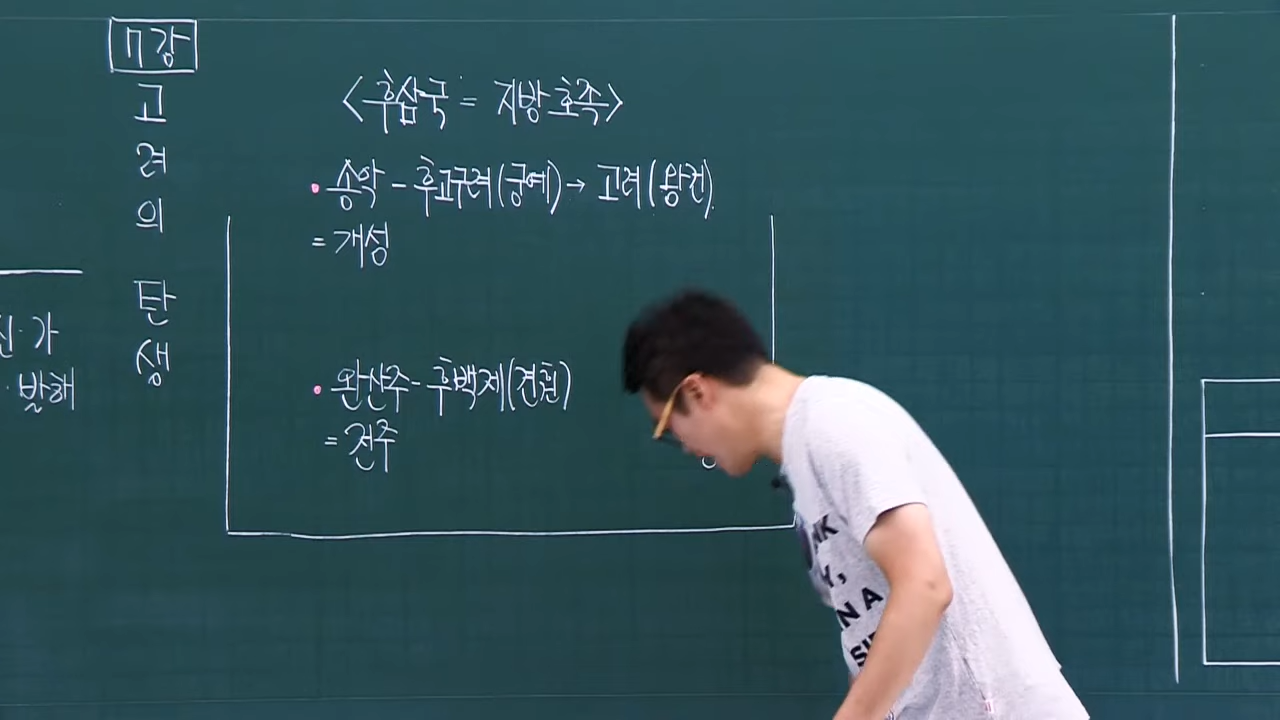 7강
고려의 탄생
<후삼국 = 지방호족>
• 송악 - 후고구려(궁예) → 고려(왕건)
= 개성
• 완산주 - 후백제(견훤)
= 전주
가
발해